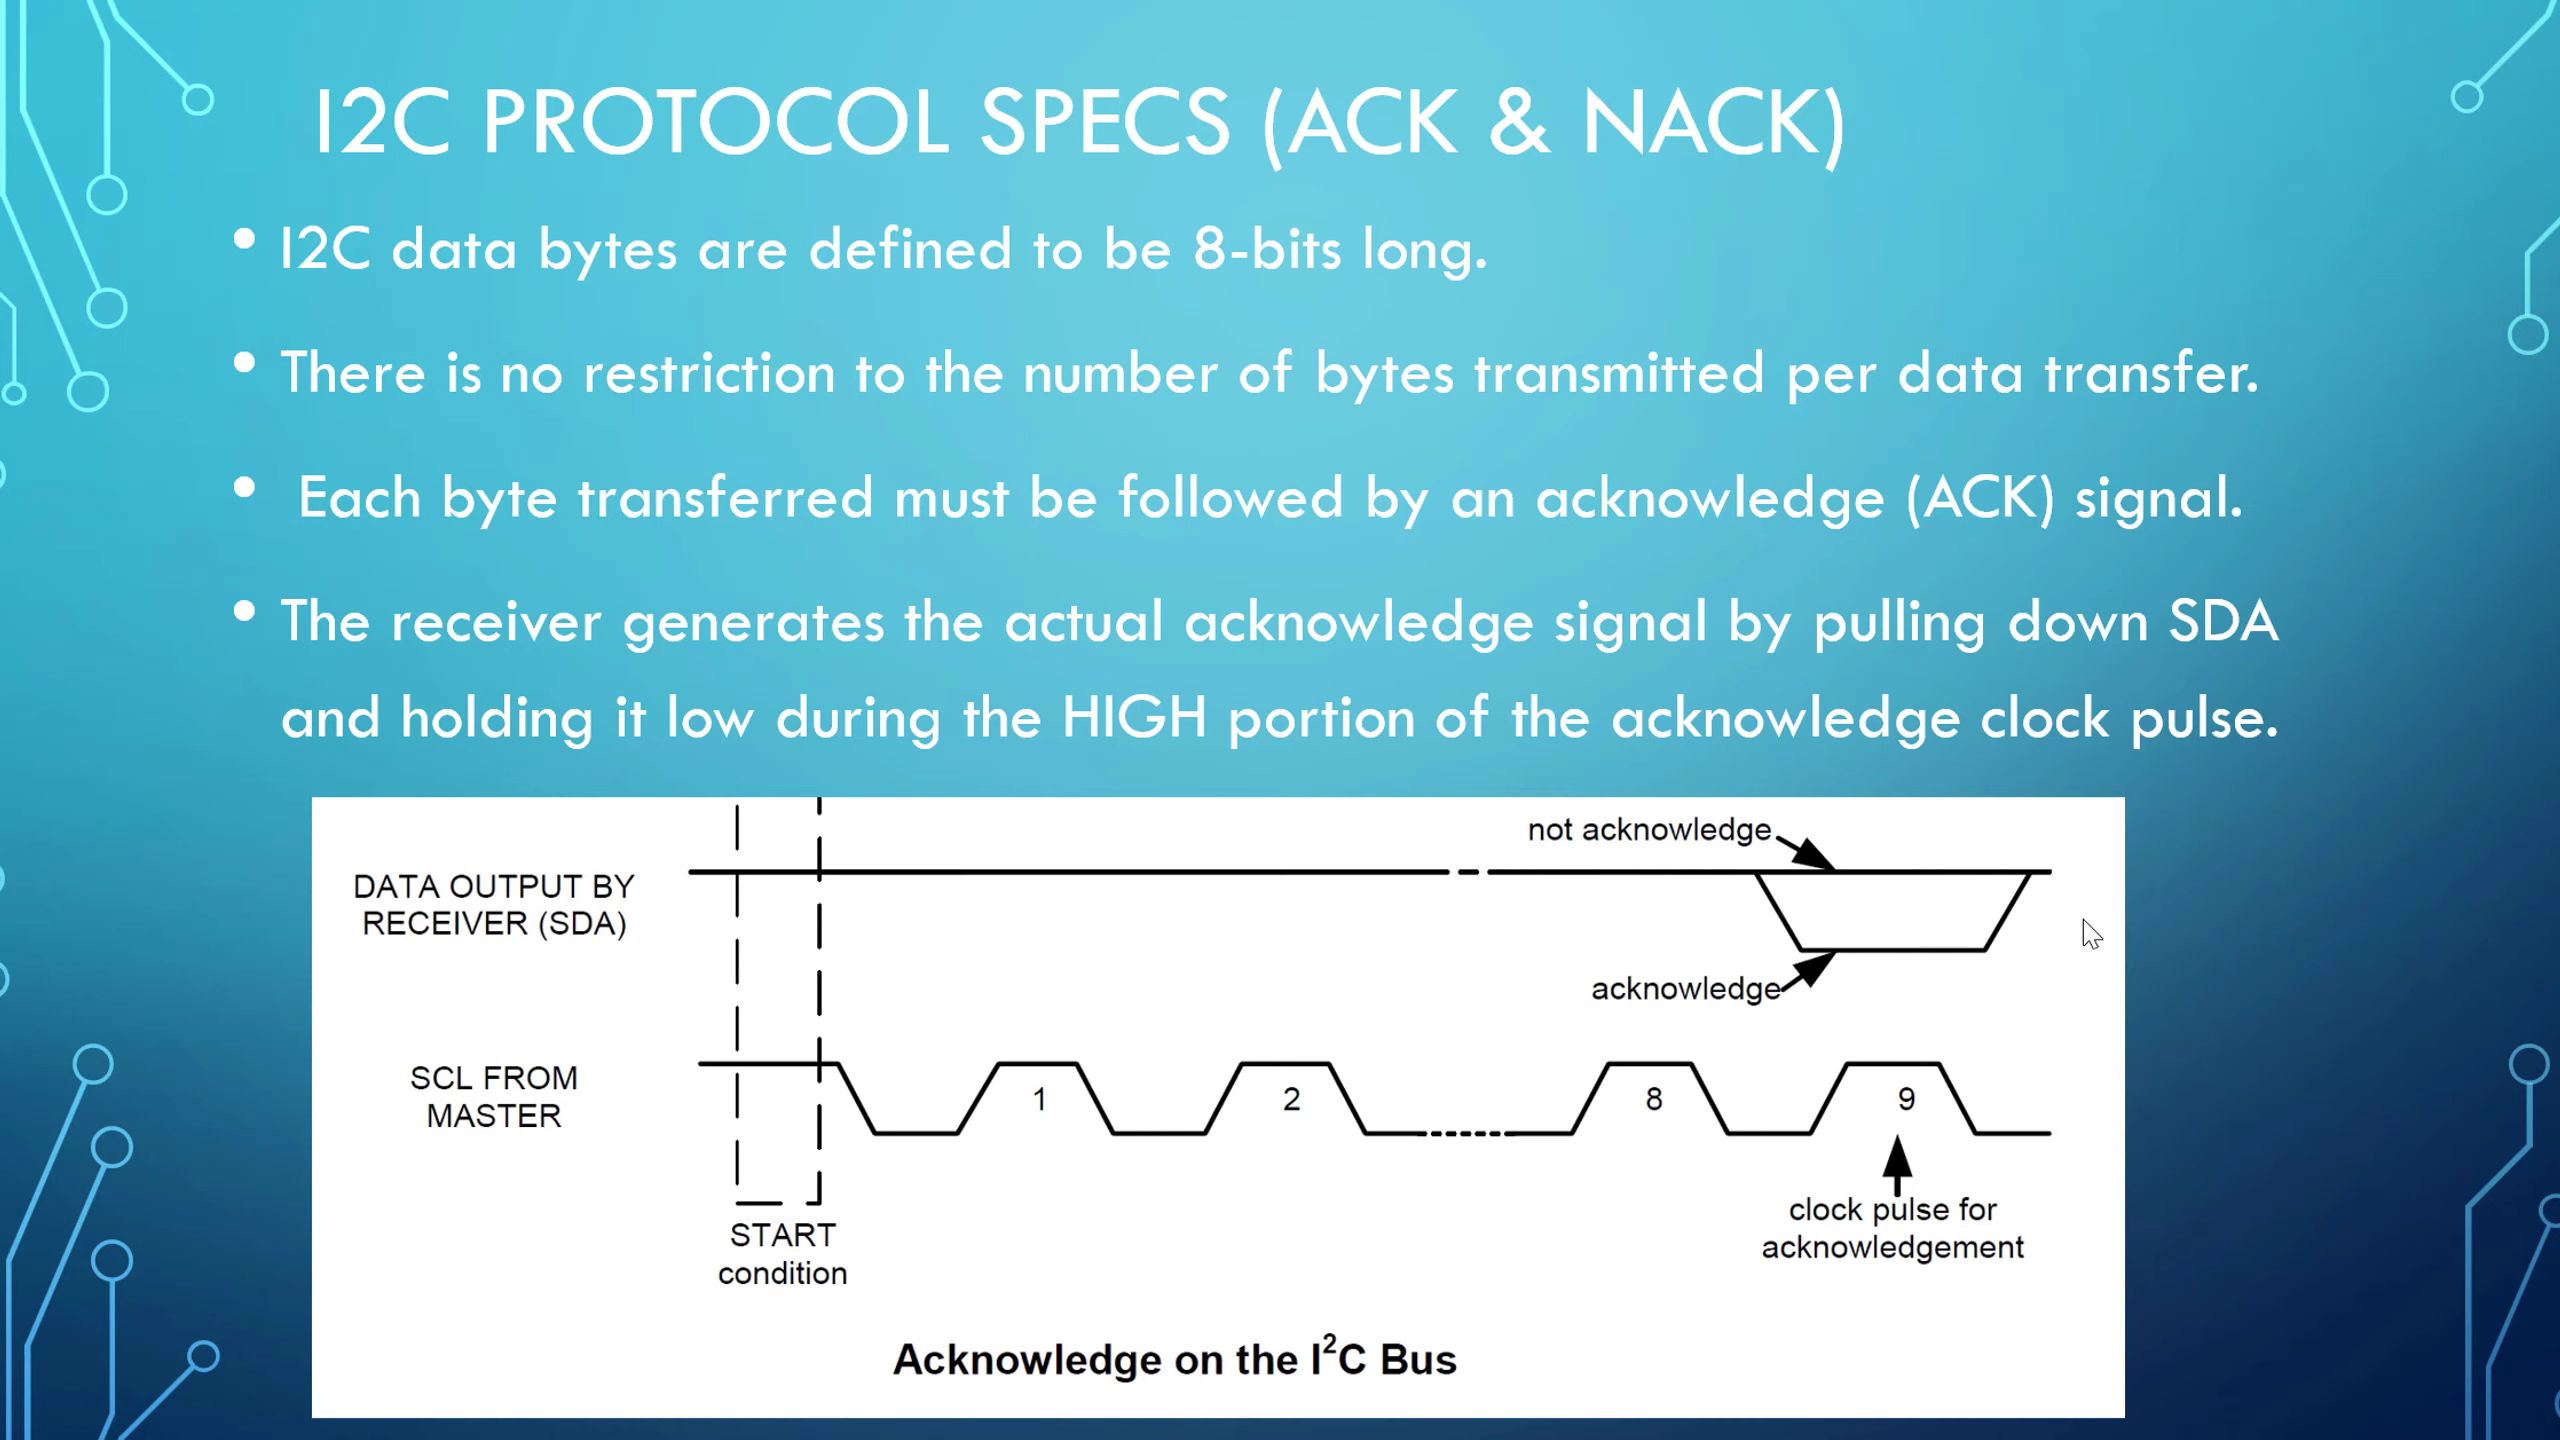 I2C PROTOCOL SPECS (ACK & NACK)
• I2C data bytes are defined to be 8-bits long.
• There is no restriction to the number of bytes transmitted per data transfer.
• Each byte transferred must be followed by an acknowledge (ACK) signal.
• The receiver generates the actual acknowledge signal by pulling down SDA
and holding it low during the HIGH portion of the acknowledge clock pulse.
not acknowledge
DATA OUTPUT BY
RECEIVER (SDA)
acknowledge
SCL FROM
MASTER
1 2 8 9
START
condition
clock pulse for
acknowledgement
Acknowledge on the I²C Bus